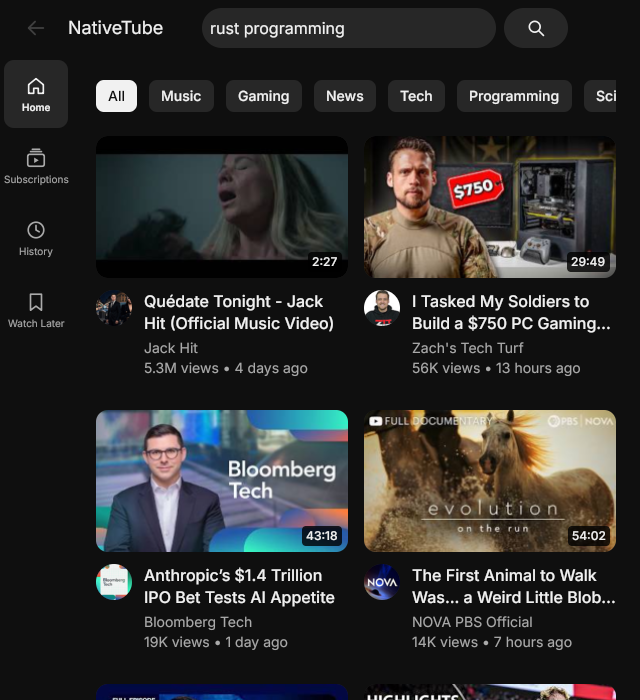 NativeTube
rust programming
Home
Subscriptions
History
Watch Later
All
Music
Gaming
News
Tech
Programming
Sci
2:27
Quédate Tonight - Jack
Hit (Official Music Video)
Jack Hit
5.3M views • 4 days ago
$750
29:49
I Tasked My Soldiers to
Build a $750 PC Gaming...
Zach's Tech Turf
56K views • 13 hours ago
Bloomberg
Tech
43:18
Bloomberg
Tech
Anthropic’s $1.4 Trillion
IPO Bet Tests AI Appetite
Bloomberg Tech
19K views • 1 day ago
FULL DOCUMENTARY
PBS NOVA
evolution
on the run
54:02
NOVA
The First Animal to Walk
Was... a Weird Little Blob...
NOVA PBS Official
14K views • 7 hours ago
FULL EPISODE
HIGHLIGHTS